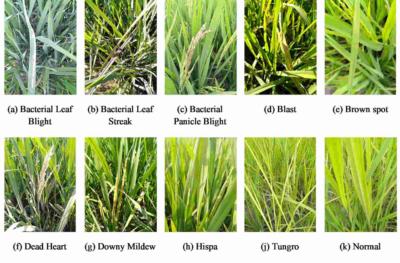 (a) Bacterial Leaf
Blight
(b) Bacterial Leaf
Streak
(c) Bacterial
Panicle Blight
(d) Blast
(e) Brown spot
(f) Dead Heart
(g) Downy Mildew
(h) Hispa
(j) Tungro
(k) Normal